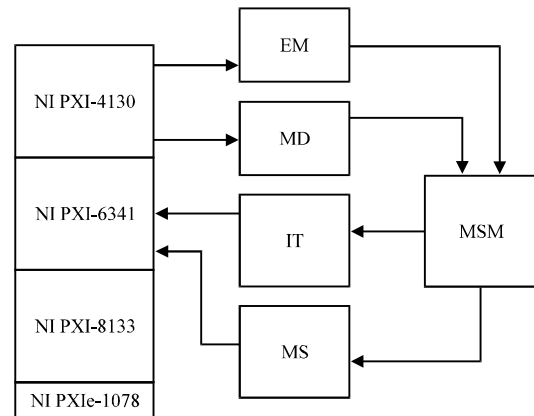 EM
NI PXI-4130
MD
NI PXI-6341
IT
MSM
NI PXI-8133
MS
NI PXIe-1078